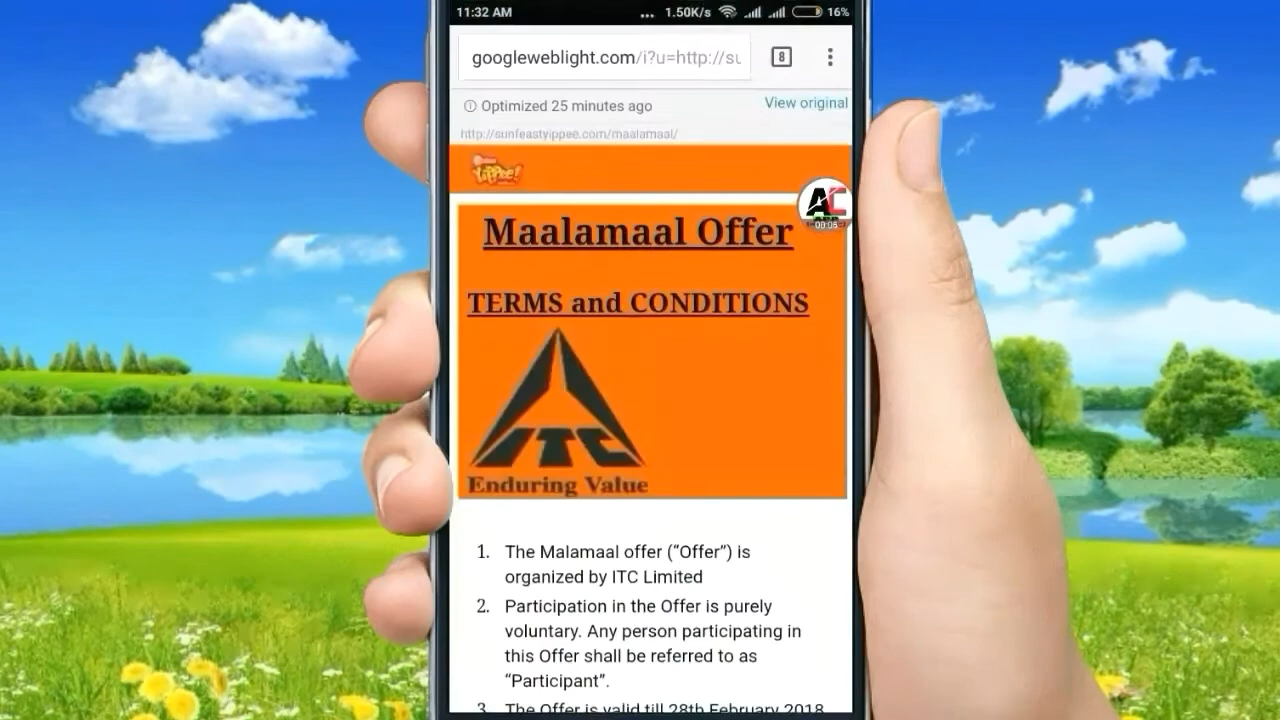 11:32 AM
... 1.50K/s 16%
googleweblight.com/i?u=http://su
8
Optimized 25 minutes ago
View original
http://sunfeastyippee.com/maalamaal/
YiPPee!
AC
00:05
Maalamaal Offer
TERMS and CONDITIONS
ITC
Enduring Value
1. The Malamaal offer (“Offer”) is
organized by ITC Limited
2. Participation in the Offer is purely
voluntary. Any person participating in
this Offer shall be referred to as
“Participant”.
3. The Offer is valid till 28th February 2018